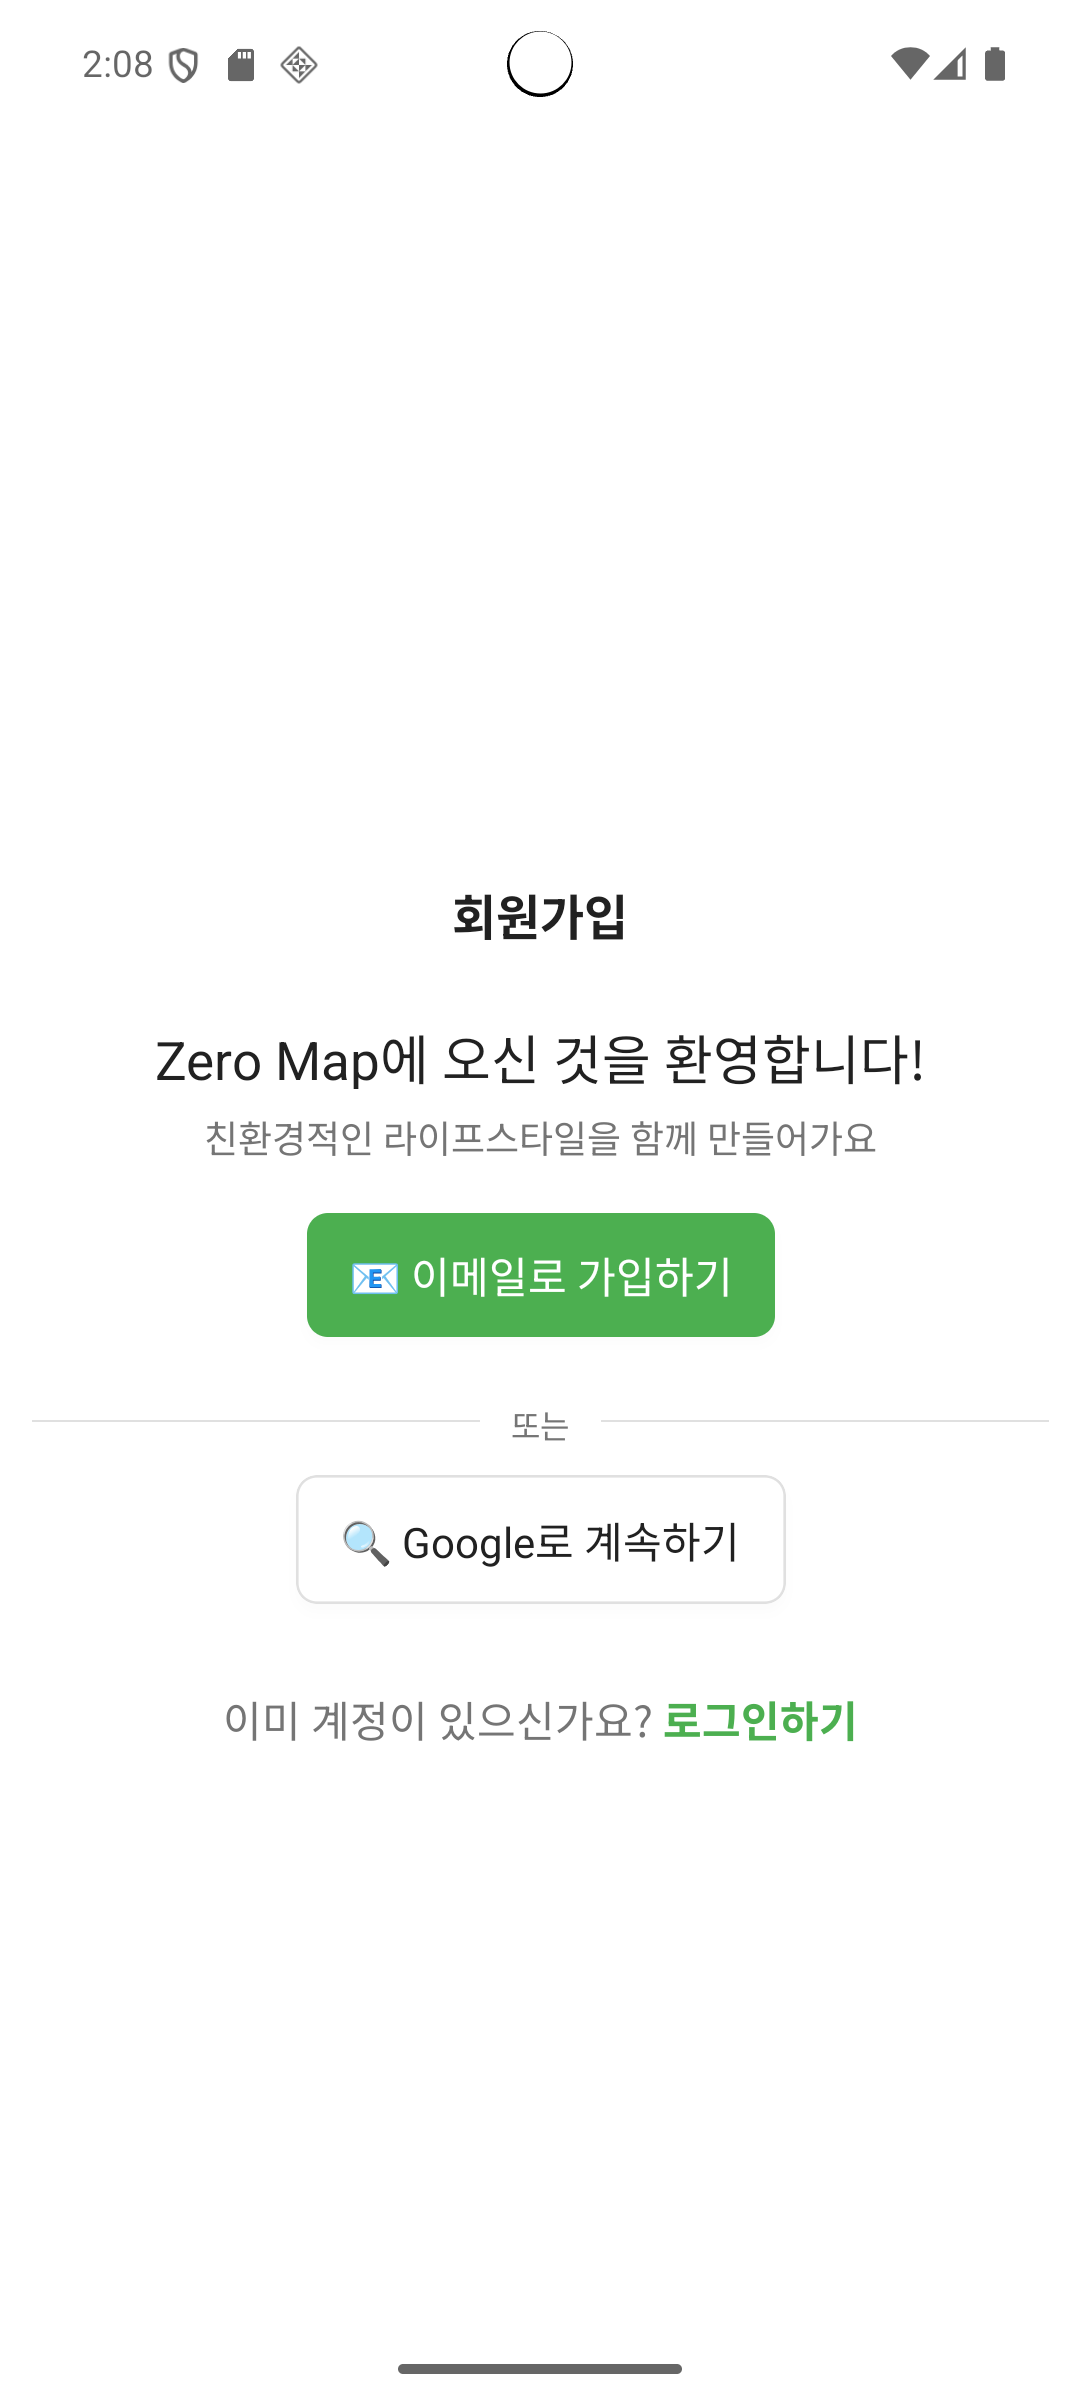 2:08
회원가입
Zero Map에 오신 것을 환영합니다!
친환경적인 라이프스타일을 함께 만들어가요
📧 이메일로 가입하기
또는
🔍 Google로 계속하기
이미 계정이 있으신가요? 로그인하기